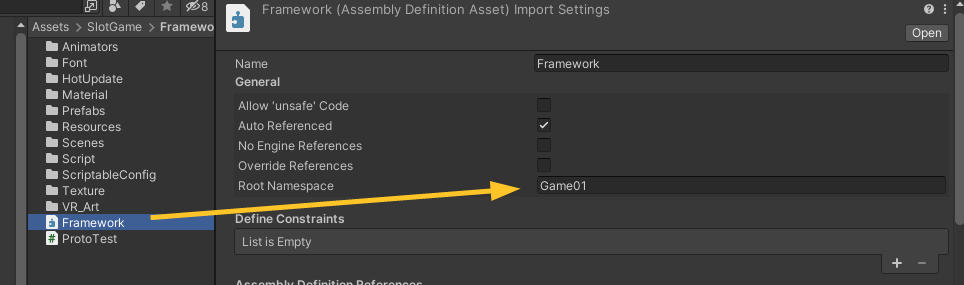 Framework (Assembly Definition Asset) Import Settings
Open
8
Assets > SlotGame > Framewo
Animators
Font
HotUpdate
Material
Prefabs
Resources
Scenes
Script
ScriptableConfig
Texture
VR_Art
Framework
ProtoTest
Name Framework
General
Allow 'unsafe' Code
Auto Referenced
No Engine References
Override References
Root Namespace Game01
Define Constraints
List is Empty
Assembly Definition References